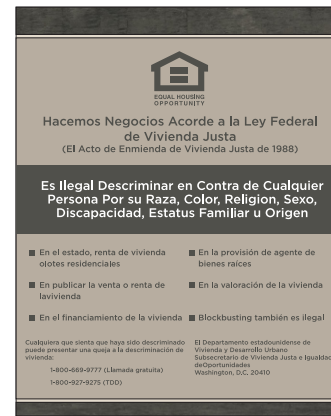 EQUAL HOUSING
OPPORTUNITY
Hacemos Negocios Acorde a la Ley Federal
de Vivienda Justa
(El Acto de Enmienda de Vivienda Justa de 1988)
Es Ilegal Descriminar en Contra de Cualquier
Persona Por su Raza, Color, Religion, Sexo,
Discapacidad, Estatus Familiar u Origen
■ En el estado, renta de vivienda
olotes residenciales
■ En publicar la venta o renta de
lavivienda
■ En el financiamiento de la vivienda
■ En la provisión de agente de
bienes raíces
■ En la valoración de la vivienda
■ Blockbusting también es ilegal
Cualquiera que sienta que haya sido descriminado
puede presentar una queja a la descriminación de
vivienda:
1-800-669-9777 (Llamada gratuita)
1-800-927-9275 (TDD)
El Departamento estadounidense de
Vivienda y Desarrollo Urbano
Subsecretario de Vivienda Justa e Igualdad
deOportunidades
Washington, D.C. 20410